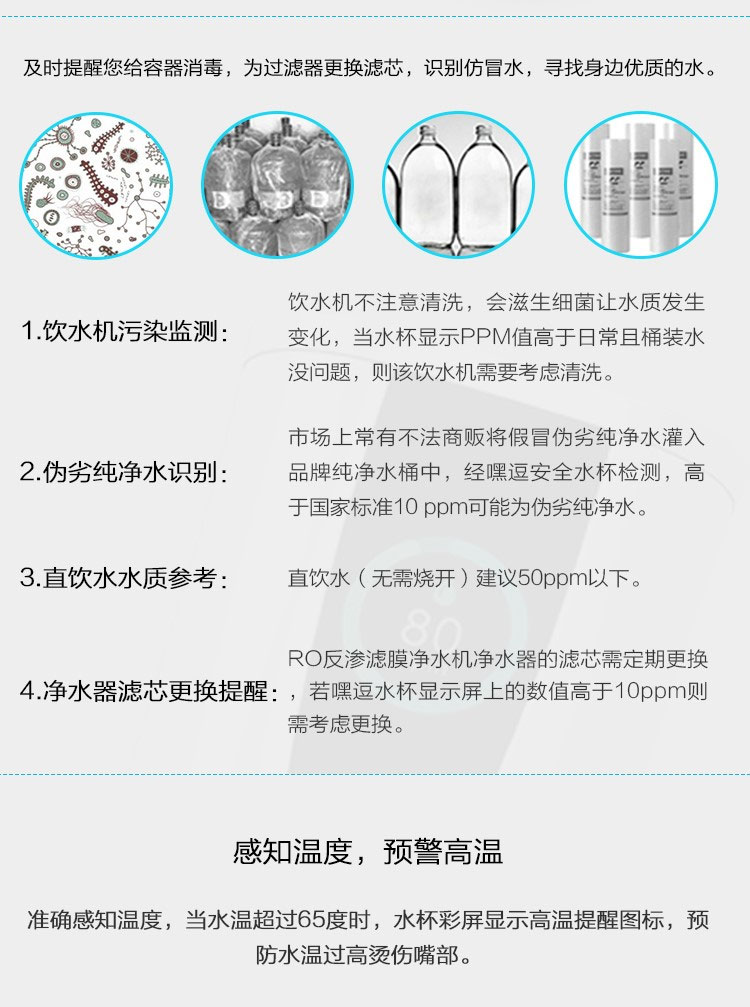 及时提醒您给容器消毒，为过滤器更换滤芯，识别仿冒水，寻找身边优质的水。
1.饮水机污染监测：
饮水机不注意清洗，会滋生细菌让水质发生
变化，当水杯显示PPM值高于日常且桶装水
没问题，则该饮水机需要考虑清洗。
2.伪劣纯净水识别：
市场上常有不法商贩将假冒伪劣纯净水灌入
品牌纯净水桶中，经嘿逗安全水杯检测，高
于国家标准10 ppm可能为伪劣纯净水。
3.直饮水水质参考：
直饮水（无需烧开）建议50ppm以下。
80
4.净水器滤芯更换提醒：
RO反渗滤膜净水机净水器的滤芯需定期更换
，若嘿逗水杯显示屏上的数值高于10ppm则
需考虑更换。
感知温度，预警高温
准确感知温度，当水温超过65度时，水杯彩屏显示高温提醒图标，预
防水温过高烫伤嘴部。